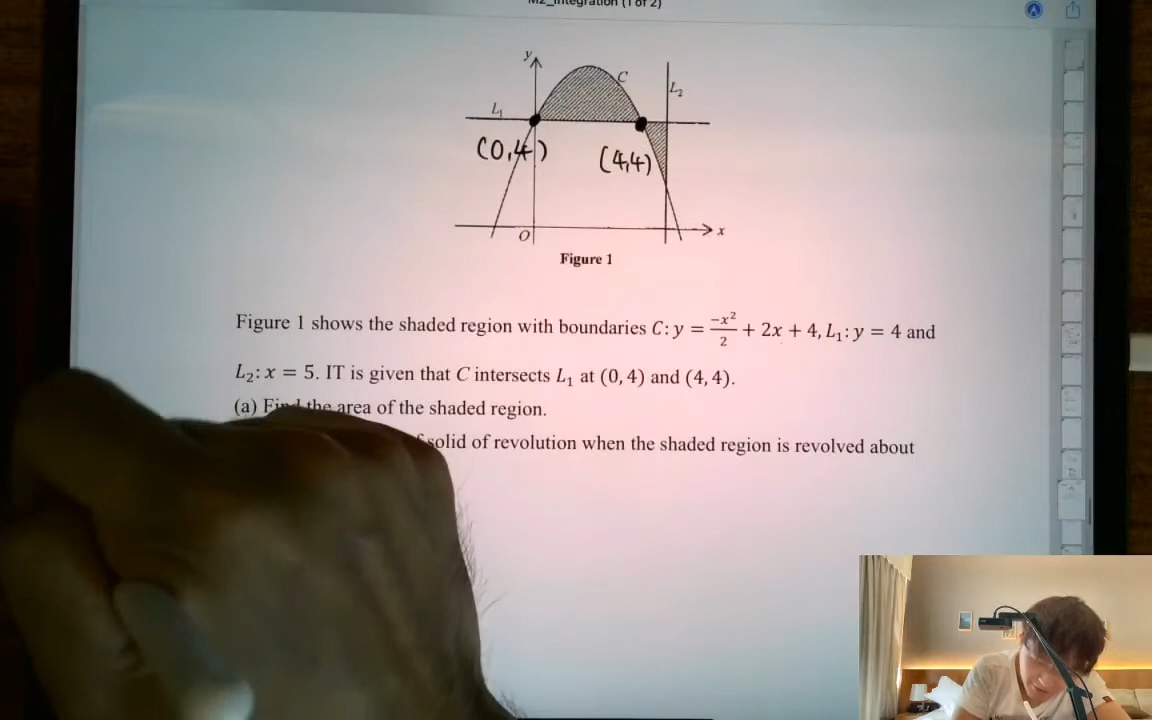 M2_Integration (1 of 2)
y
C
L₂
L₁
(0,4)
(4,4)
O
x
Figure 1
Figure 1 shows the shaded region with boundaries C: y = -x²/2 + 2x + 4, L₁: y = 4 and
L₂: x = 5. IT is given that C intersects L₁ at (0, 4) and (4, 4).
(a) Find the area of the shaded region.
solid of revolution when the shaded region is revolved about